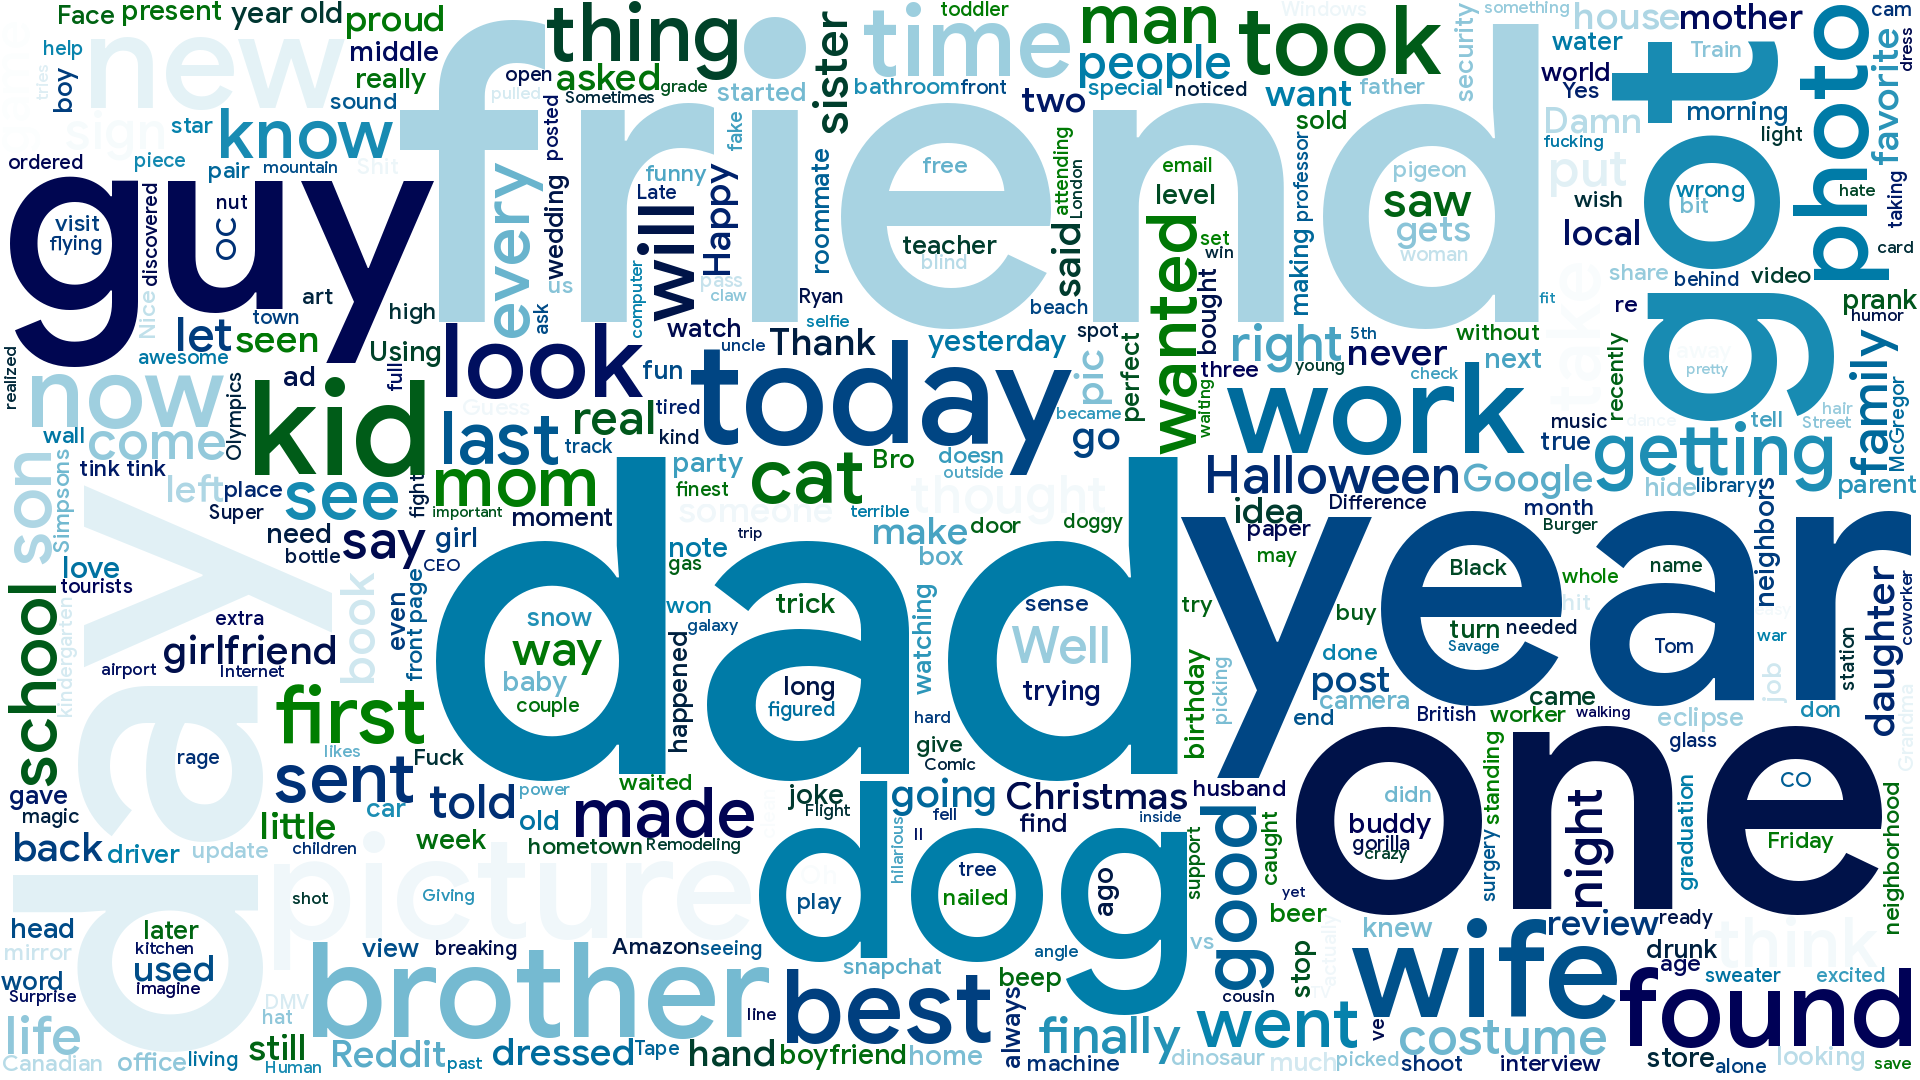 Face present year old proud
thing
toddler
man
Windows
something
house mother
cam
help
new
middle
time
people
took
security
water
Train
photo
favorite
dress
boy
tries
really
open
asked
grade
started
sister
bathroom front
special noticed
want father
world
Yes
sound
pulled
Sometimes
two
sold
morning
sign
star
know
friend
posted
fake
Damn
light
fucking
got
ordered
piece
pair mountain Shit
every
wedding
funny
Late
Happy
roommate
free
attending
London
email
level
professor
pigeon
saw
gets
woman
put
wrong
bit
hate
taking
guy
visit
flying
nut
OC
discovered
will
teacher
blind
said
wanted
set
win
making
wish
local
card
Nice
art
high
us
computer
pass
claw
Ryan
selfie
beach
bought
fit
share
behind video
re
prank
humor
town
let seen
awesome
Using
ask
look
watch
uncle
Thank
yesterday
spot
pic
perfect
right
three
5th
young
never
without
next
check
take
recently
away
pretty
family
realized
now
ad
full
kid
Olympics
fun
today
became
waiting
work
music
dance
tell
hair
Street
McGregor
wall
come
Guess
last
real
tired
track
kind
go
true
getting
son
Simpsons
tink tink
left
place
Super
see
fight
mom
important
party
finest
cat
Bro
doesn
outside
Halloween
Google
hide library
parent
need
bottle
say
girl
CEO
moment
someone
thought
terrible
idea
paper
Difference
month
Burger
neighbors
love
tourists
day
note
gas
trip
make
box
door
doggy
may
year
Black
whole
name
hit
school
kindergarten
book
even
front page
dad
snow
way
baby
couple
won
galaxy
trick
watching
sense
Well
trying
try
buy
turn needed
Savage
Tom
war
daughter
coworker
extra
girlfriend
airport
Internet
happened
long
figured
birthday
picking
done
post
camera
came
job
station
first
hard
end
British
worker
walking
eclipse
don
Grandma
rage
likes
sent
Fuck
give
Comic
glass
one
gave
magic
car
told
power
waited
made
joke
Flight
going
fell
Christmas
find
inside
husband
didn
buddy
gorilla
crazy
standing
night
CO
Friday
graduation
neighborhood
little
week
old
back driver update children
hometown Remodeling
hilarious
ll
dog
tree
nailed
ago
support
good
caught
surgery
picture
shot
Giving
Oh
play
yet
beer
head
mirror
later
kitchen
used
imagine
view
breaking
Amazon seeing
angle
vs
knew
review ready
think
word
Surprise
DMV
hat
brother
line
best
snapchat
beep
always
cousin
stop
actually
wife
drunk
age
sweater
excited
found
life
Canadian
office living
still
Human
Reddit past
dressed Tape
hand boyfriend home
finally
machine
went
dinosaur
much picked
ve
costume
shoot
interview
store alone
looking
save